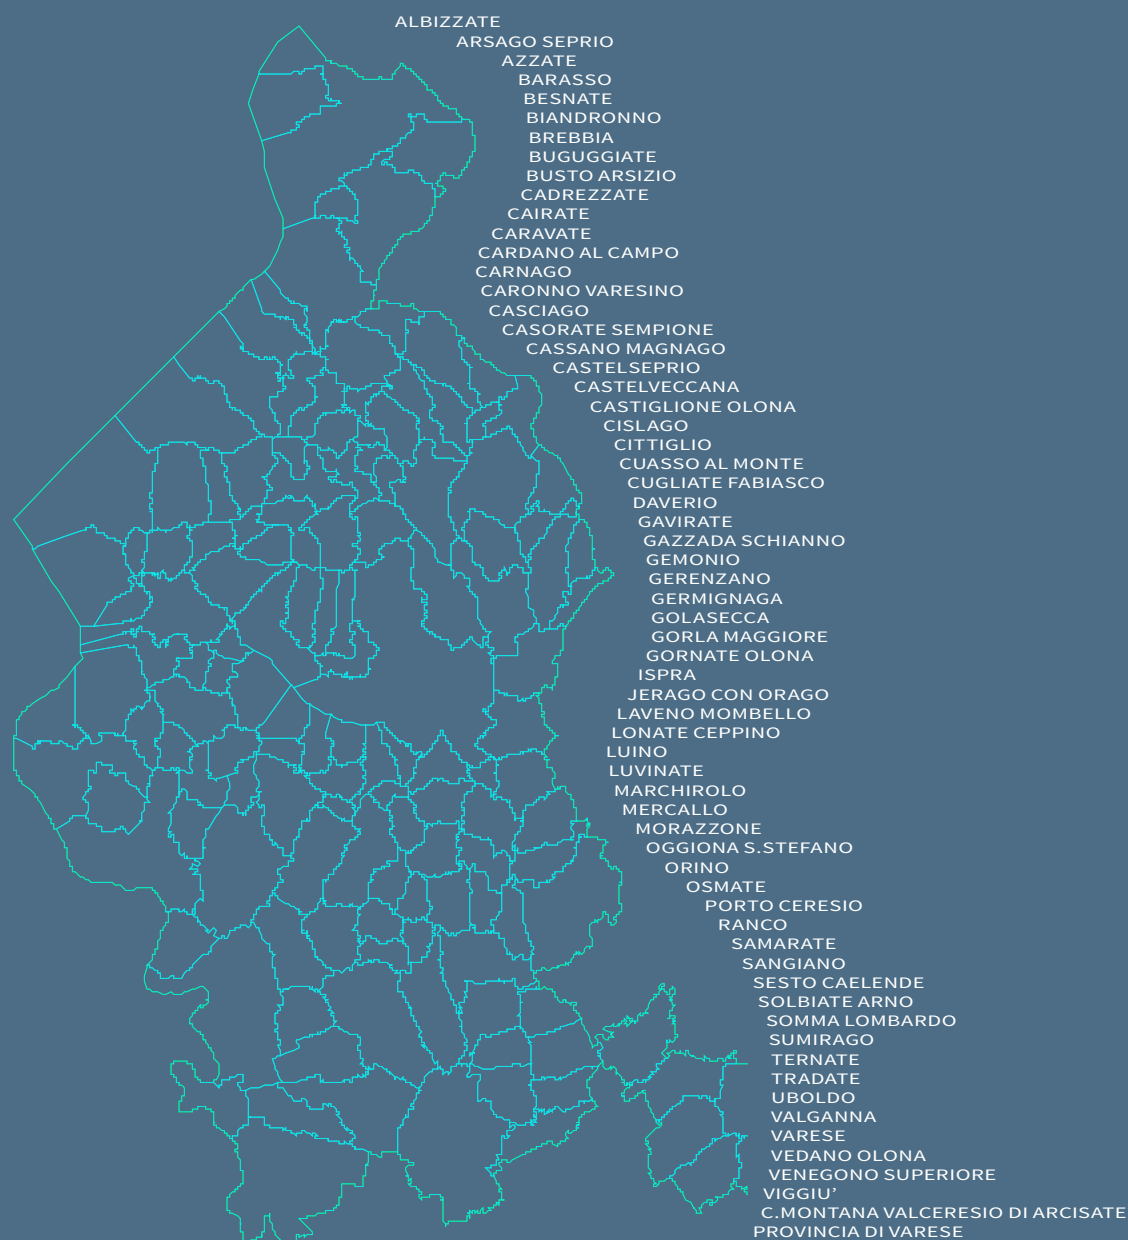 ALBIZZATE
ARSAGO SEPRIO
AZZATE
BARASSO
BESNATE
BIANDRONNO
BREBBIA
BUGUGGIATE
BUSTO ARSIZIO
CADREZZATE
CAIRATE
CARAVATE
CARDANO AL CAMPO
CARNAGO
CARONNO VARESINO
CASCIAGO
CASORATE SEMPIONE
CASSANO MAGNAGO
CASTELSEPRIO
CASTELVECCANA
CASTIGLIONE OLONA
CISLAGO
CITTIGLIO
CUASSO AL MONTE
CUGLIATE FABIASCO
DAVERIO
GAVIRATE
GAZZADA SCHIANNO
GEMONIO
GERENZANO
GERMIGNAGA
GOLASECCA
GORLA MAGGIORE
GORNATE OLONA
ISPRA
JERAGO CON ORAGO
LAVENO MOMBELLO
LONATE CEPPINO
LUINO
LUVINATE
MARCHIROLO
MERCALLO
MORAZZONE
OGGIONA S.STEFANO
ORINO
OSMATE
PORTO CERESIO
RANCO
SAMARATE
SANGIANO
SESTO CAELENDE
SOLBIATE ARNO
SOMMA LOMBARDO
SUMIRAGO
TERNATE
TRADATE
UBOLDO
VALGANNA
VARESE
VEDANO OLONA
VENEGONO SUPERIORE
VIGGIU’
C.MONTANA VALCERESIO DI ARCISATE
PROVINCIA DI VARESE